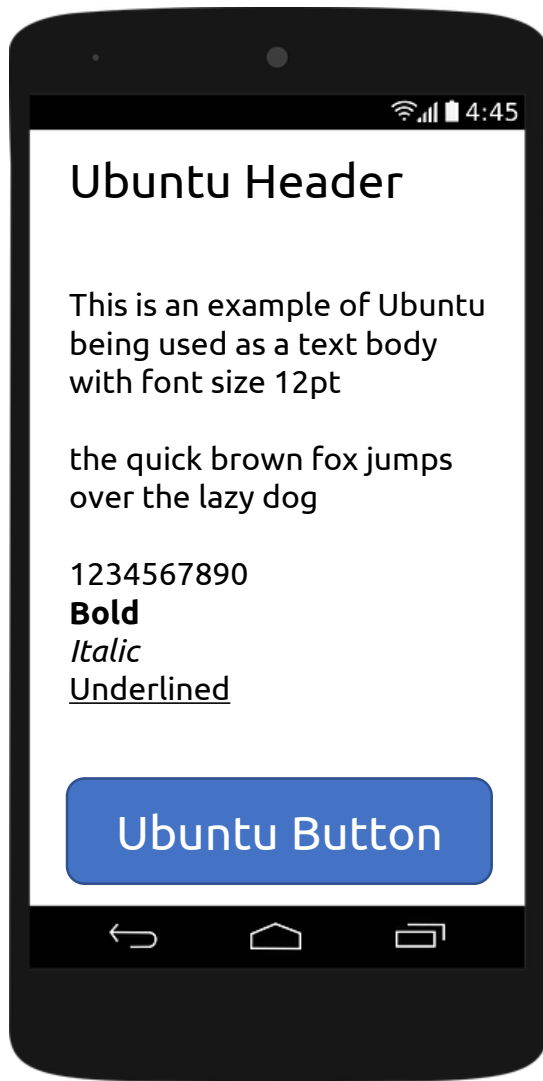 4:45
Ubuntu Header
This is an example of Ubuntu
being used as a text body
with font size 12pt
the quick brown fox jumps
over the lazy dog
1234567890
Bold
Italic
Underlined
Ubuntu Button